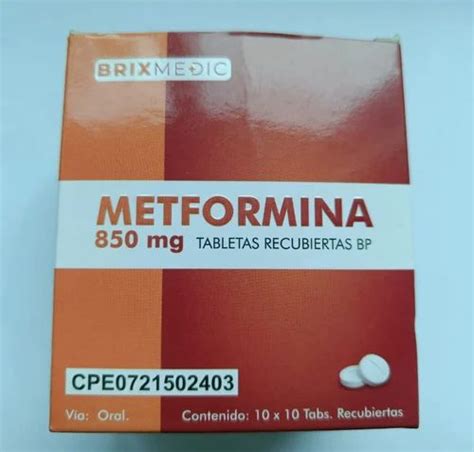 BRIXMEDIC
METFORMINA
850 mg TABLETAS RECUBIERTAS BP
CPE0721502403
Vía: Oral. Contenido: 10 x 10 Tabs. Recubiertas